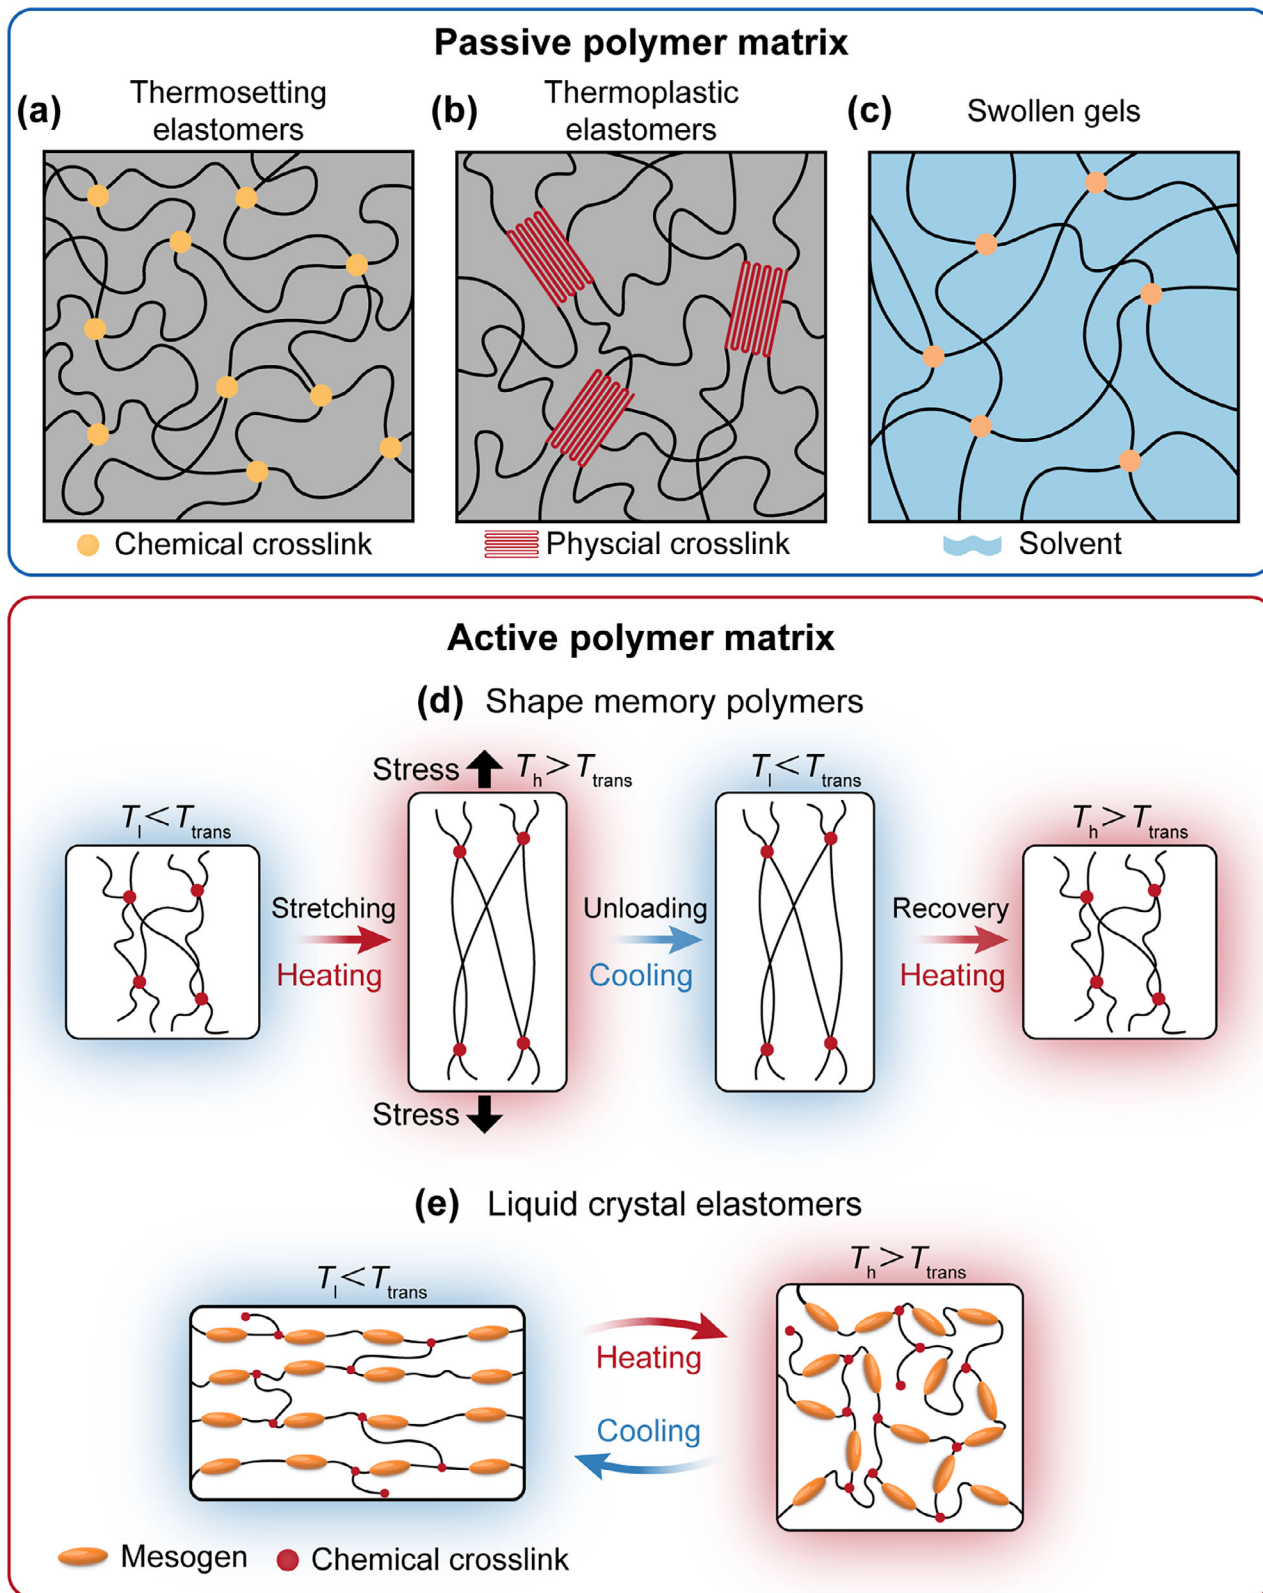 Passive polymer matrix
(a)
Thermosetting
elastomers
(b)
Thermoplastic
elastomers
(c)
Swollen gels
Chemical crosslink
Physcial crosslink
Solvent
Active polymer matrix
(d) Shape memory polymers
Tl<Ttrans
Stress
Th>Ttrans
Stress
Tl<Ttrans
Th>Ttrans
Stretching
Heating
Unloading
Cooling
Recovery
Heating
(e) Liquid crystal elastomers
Tl<Ttrans
Th>Ttrans
Heating
Cooling
Mesogen
Chemical crosslink